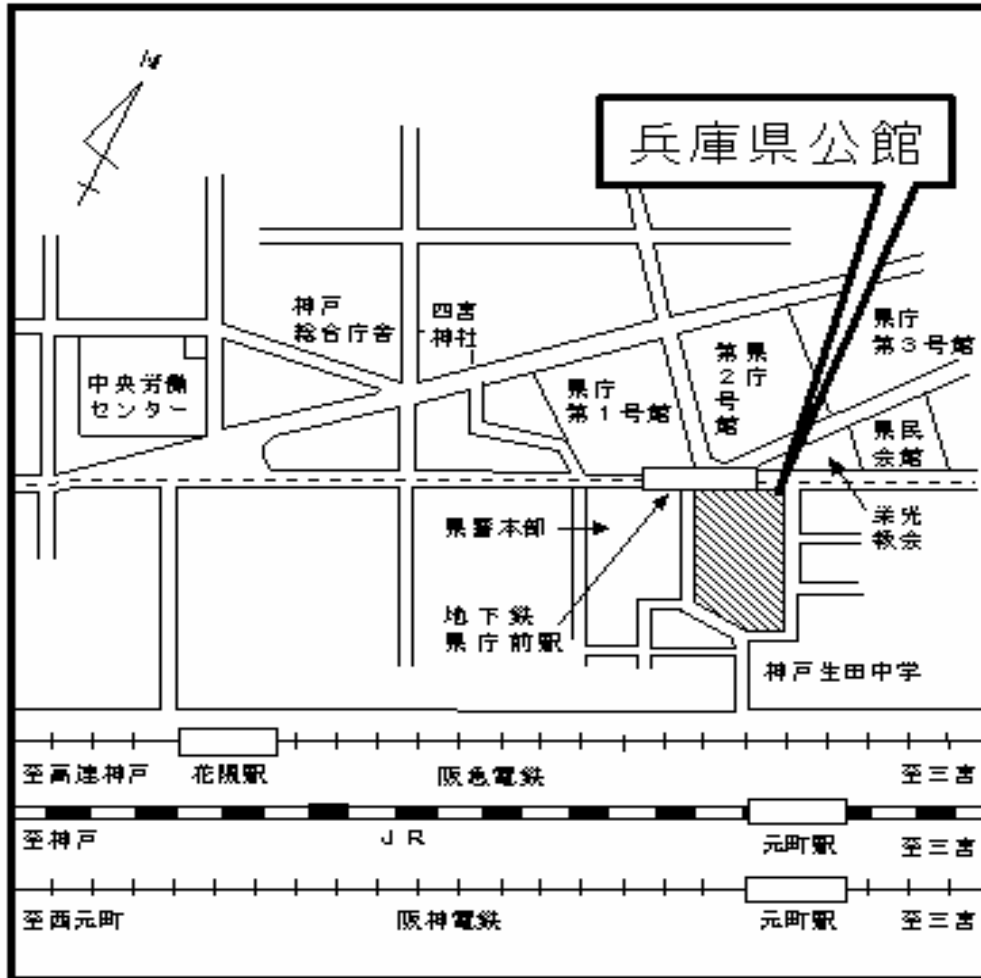 N
兵庫県公館
神戸
総合庁舎
四宮
神社
県庁
第3号館
県庁
第2号館
中央労働
センター
県庁
第1号館
県民
会館
県警本部
栄光
教会
地下鉄
県庁前駅
神戸生田中学
至高速神戸
花隈駅
阪急電鉄
至三宮
至神戸
JR
元町駅
至三宮
至西元町
阪神電鉄
元町駅
至三宮